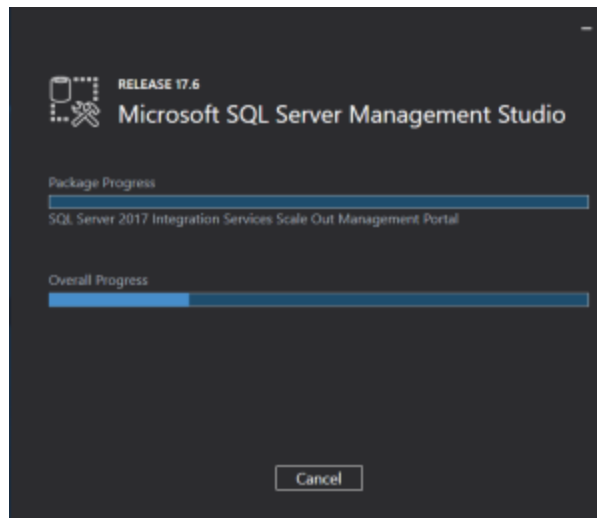 RELEASE 17.6
Microsoft SQL Server Management Studio
Package Progress
SQL Server 2017 Integration Services Scale Out Management Portal
Overall Progress
Cancel